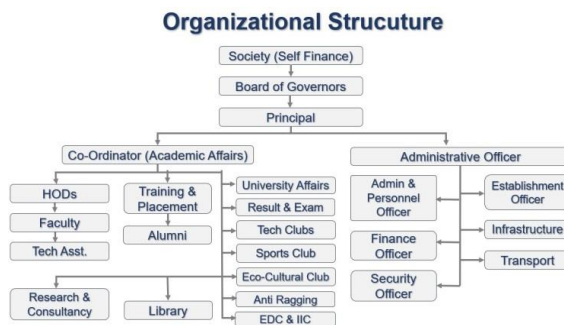 Organizational Strucuture
Society (Self Finance)
Board of Governors
Principal
Co-Ordinator (Academic Affairs)
Administrative Officer
HODs
Faculty
Tech Asst.
Training &
Placement
Alumni
University Affairs
Result & Exam
Tech Clubs
Sports Club
Eco-Cultural Club
Anti Ragging
EDC & IIC
Research &
Consultancy
Library
Admin &
Personnel
Officer
Finance
Officer
Security
Officer
Establishment
Officer
Infrastructure
Transport